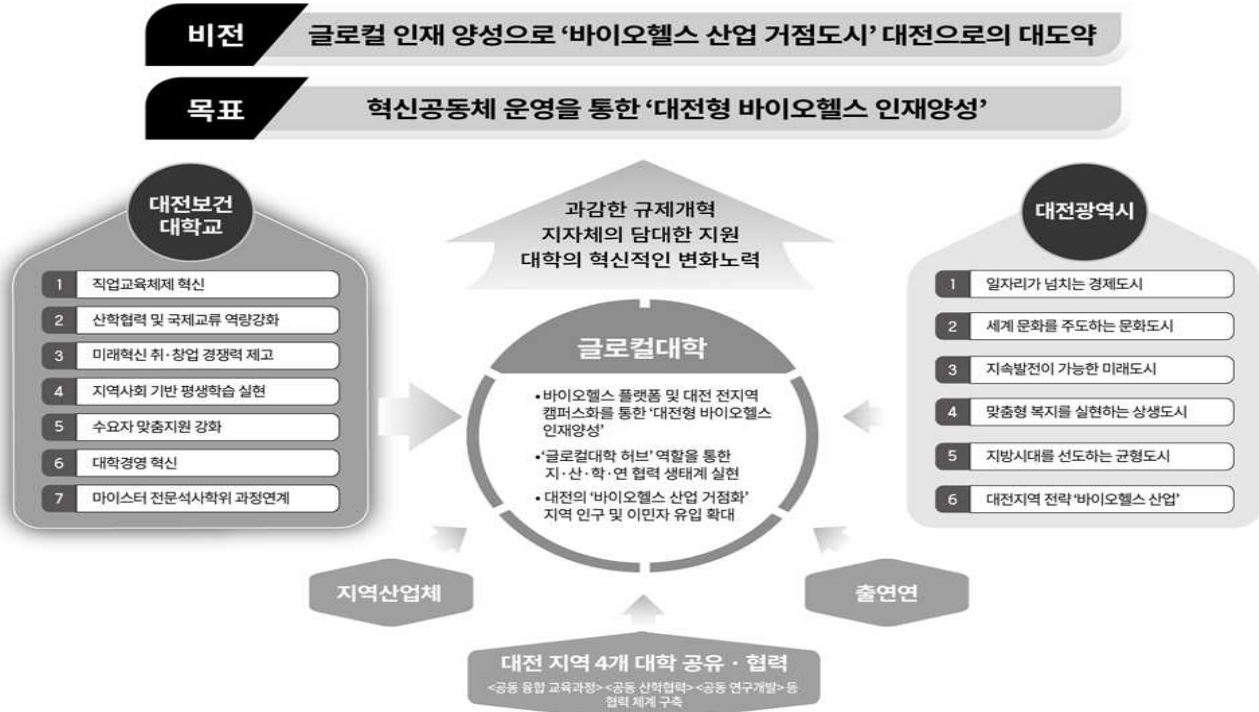 비전
글로컬 인재 양성으로 ‘바이오헬스 산업 거점도시’ 대전으로의 대도약
목표
혁신공동체 운영을 통한 ‘대전형 바이오헬스 인재양성’
대전보건
대학교
1 직업교육체제 혁신
2 산학협력 및 국제교류 역량강화
3 미래혁신 취·창업 경쟁력 제고
4 지역사회 기반 평생학습 실현
5 수요자 맞춤지원 강화
6 대학경영 혁신
7 마이스터 전문석사학위 과정연계
과감한 규제개혁
지자체의 담대한 지원
대학의 혁신적인 변화노력
글로컬대학
•바이오헬스 플랫폼 및 대전 전지역
캠퍼스화를 통한 ‘대전형 바이오헬스
인재양성’
•‘글로컬대학 허브’ 역할을 통한
지·산·학·연 협력 생태계 실현
• 대전의 ‘바이오헬스 산업 거점화’
지역 인구 및 이민자 유입 확대
대전광역시
1 일자리가 넘치는 경제도시
2 세계 문화를 주도하는 문화도시
3 지속발전이 가능한 미래도시
4 맞춤형 복지를 실현하는 상생도시
5 지방시대를 선도하는 균형도시
6 대전지역 전략 ‘바이오헬스 산업’
지역산업체
출연연
대전 지역 4개 대학 공유 · 협력
<공동 융합 교육과정> <공동 산학협력> <공동 연구개발> 등
협력 체계 구축